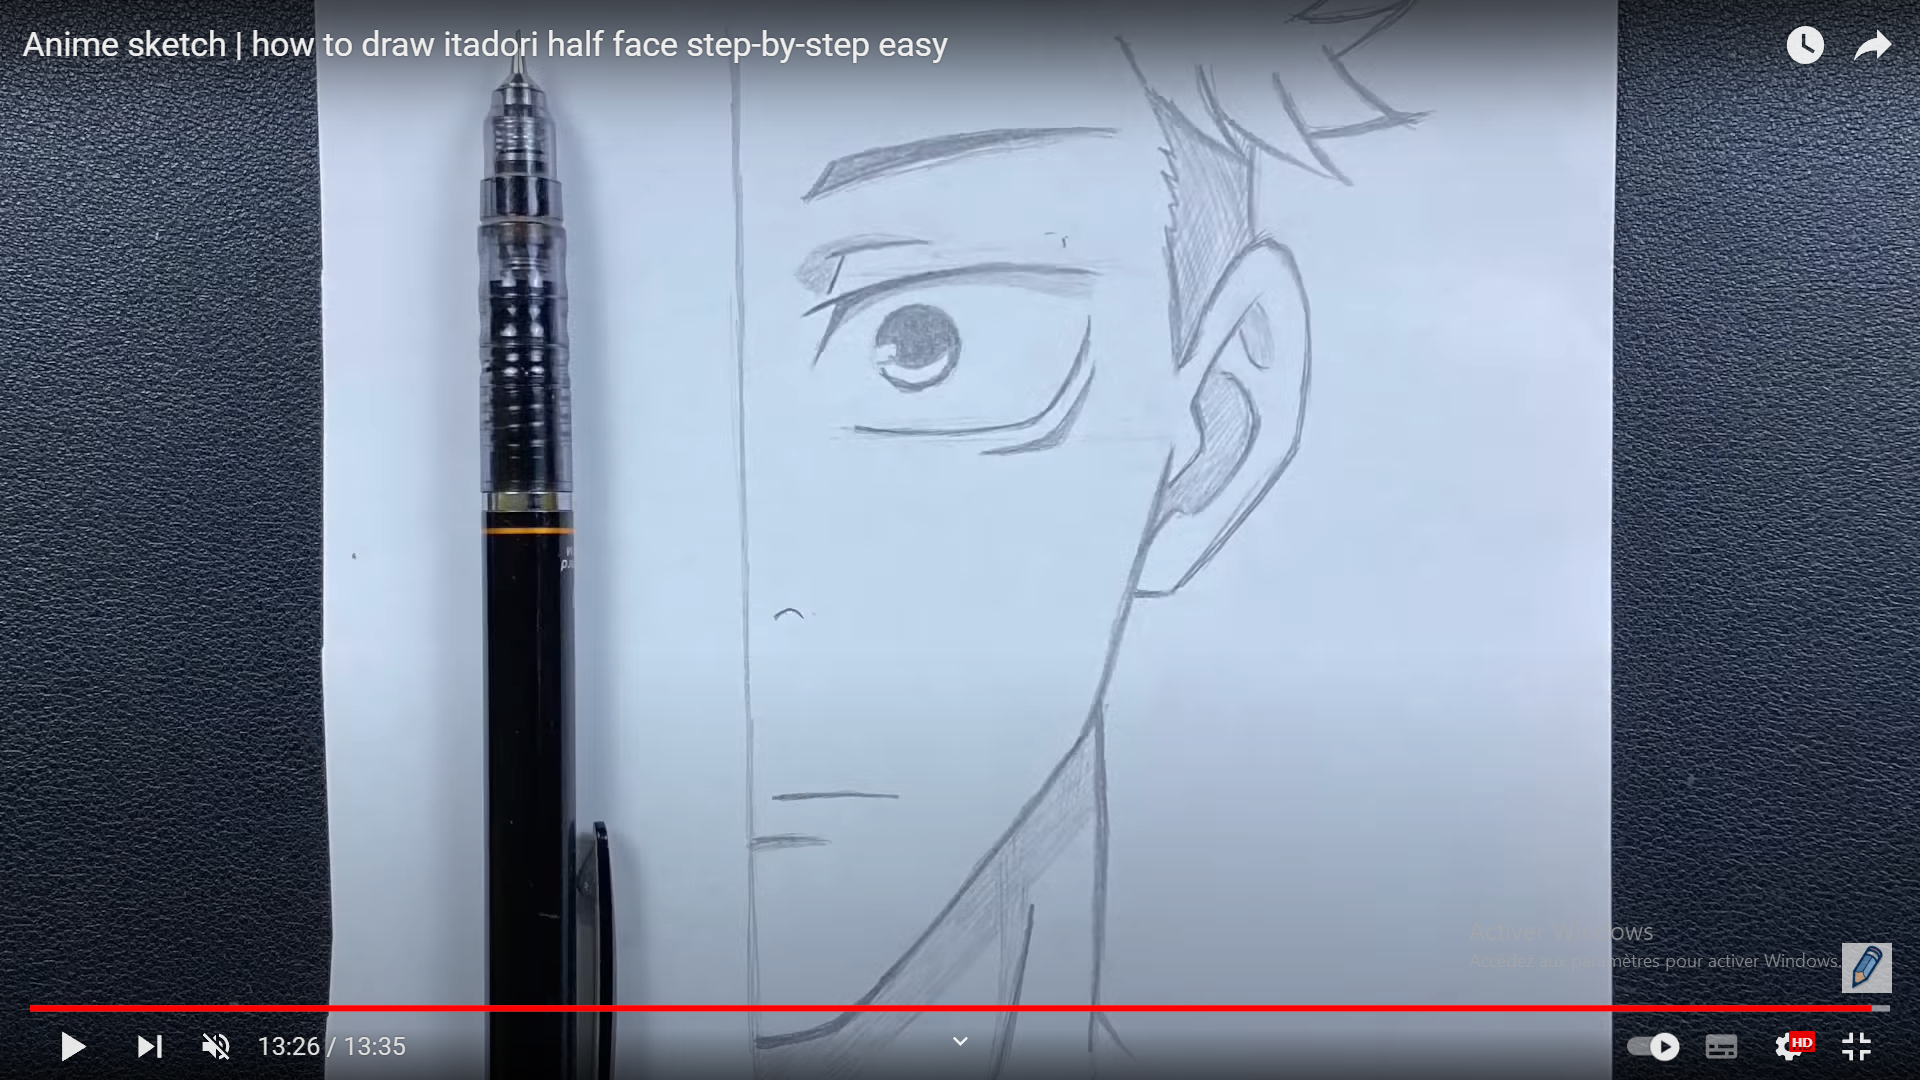 Anime sketch | how to draw itadori half face step-by-step easy
Activer Windows
Accédez aux paramètres pour activer Windows.
13:26 / 13:35
HD